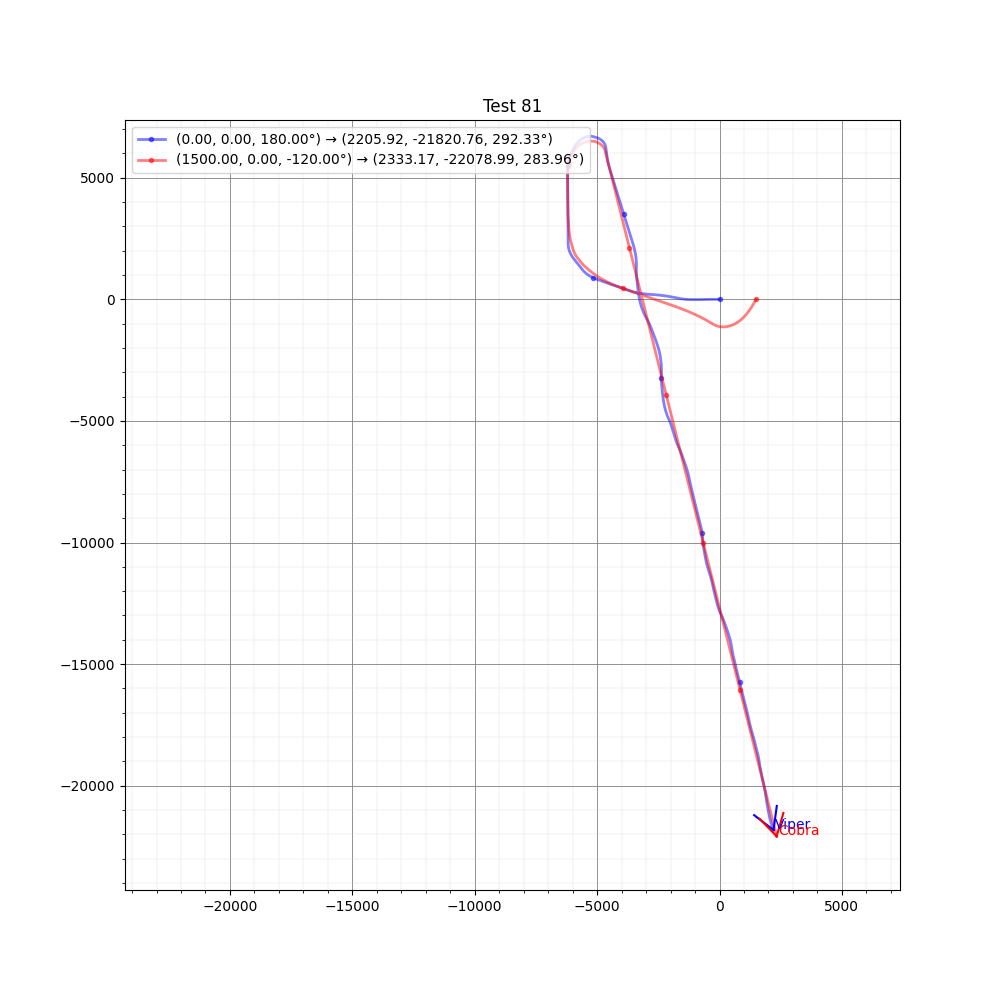 Test 81
(0.00, 0.00, 180.00°) → (2205.92, -21820.76, 292.33°)
(1500.00, 0.00, -120.00°) → (2333.17, -22078.99, 283.96°)
5000
0
−5000
−10000
−15000
−20000
Viper
Cobra
−20000
−15000
−10000
−5000
0
5000